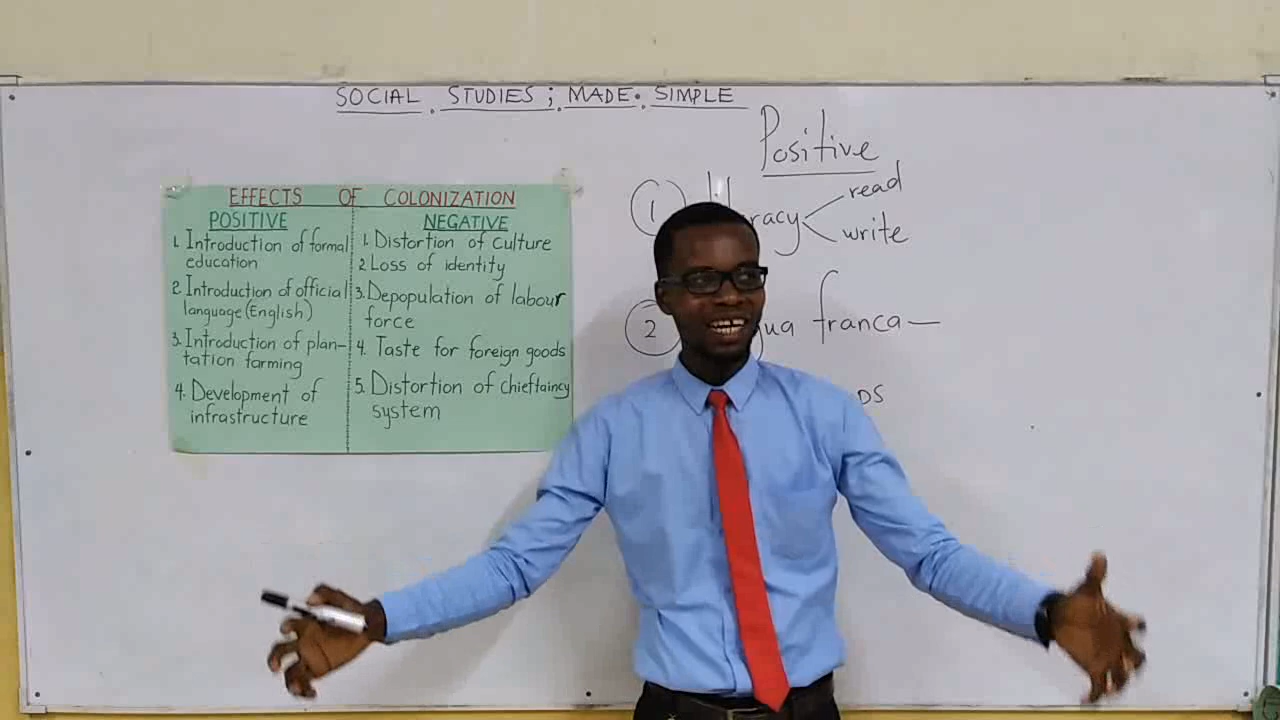 SOCIAL STUDIES ; MADE SIMPLE
EFFECTS OF COLONIZATION
POSITIVE
1. Introduction of formal
education
2 Introduction of official
language (English)
3. Introduction of plan-
tation farming
4. Development of
infrastructure
NEGATIVE
1. Distortion of Culture
2 Loss of identity
3. Depopulation of labour
force
4. Taste for foreign goods
5. Distortion of chieftaincy
system
Positive
1 read
write
2 franca —